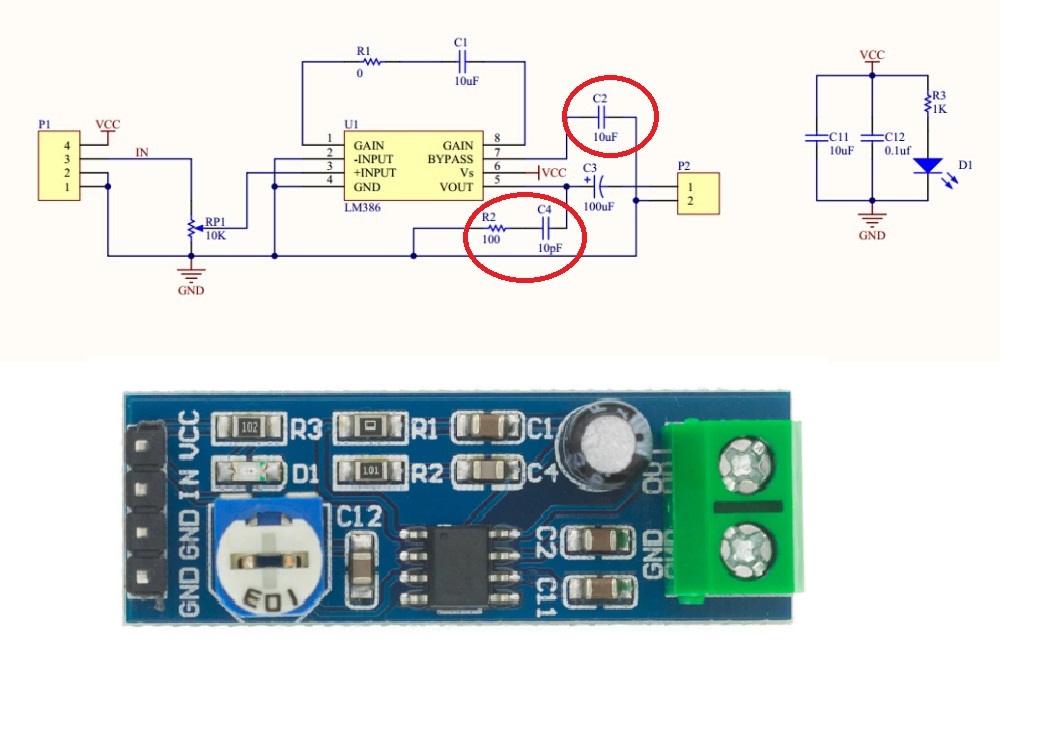 R1
0
C1
10uF
P1
4
3
2
1
VCC
IN
RP1
10K
GND
U1
1 GAIN GAIN 8
2 -INPUT BYPASS 7
3 +INPUT Vs 6
4 GND VOUT 5
LM386
VCC
C2
10uF
C3
+
100uF
R2
100
C4
10pF
P2
1
2
VCC
C11
10uF
C12
0.1uf
R3
1K
D1
GND
VCC
IN
GND
GND
102
R3
R1
C1
D1
101
R2
C4
C12
E01
C2
C11
OUT
GND